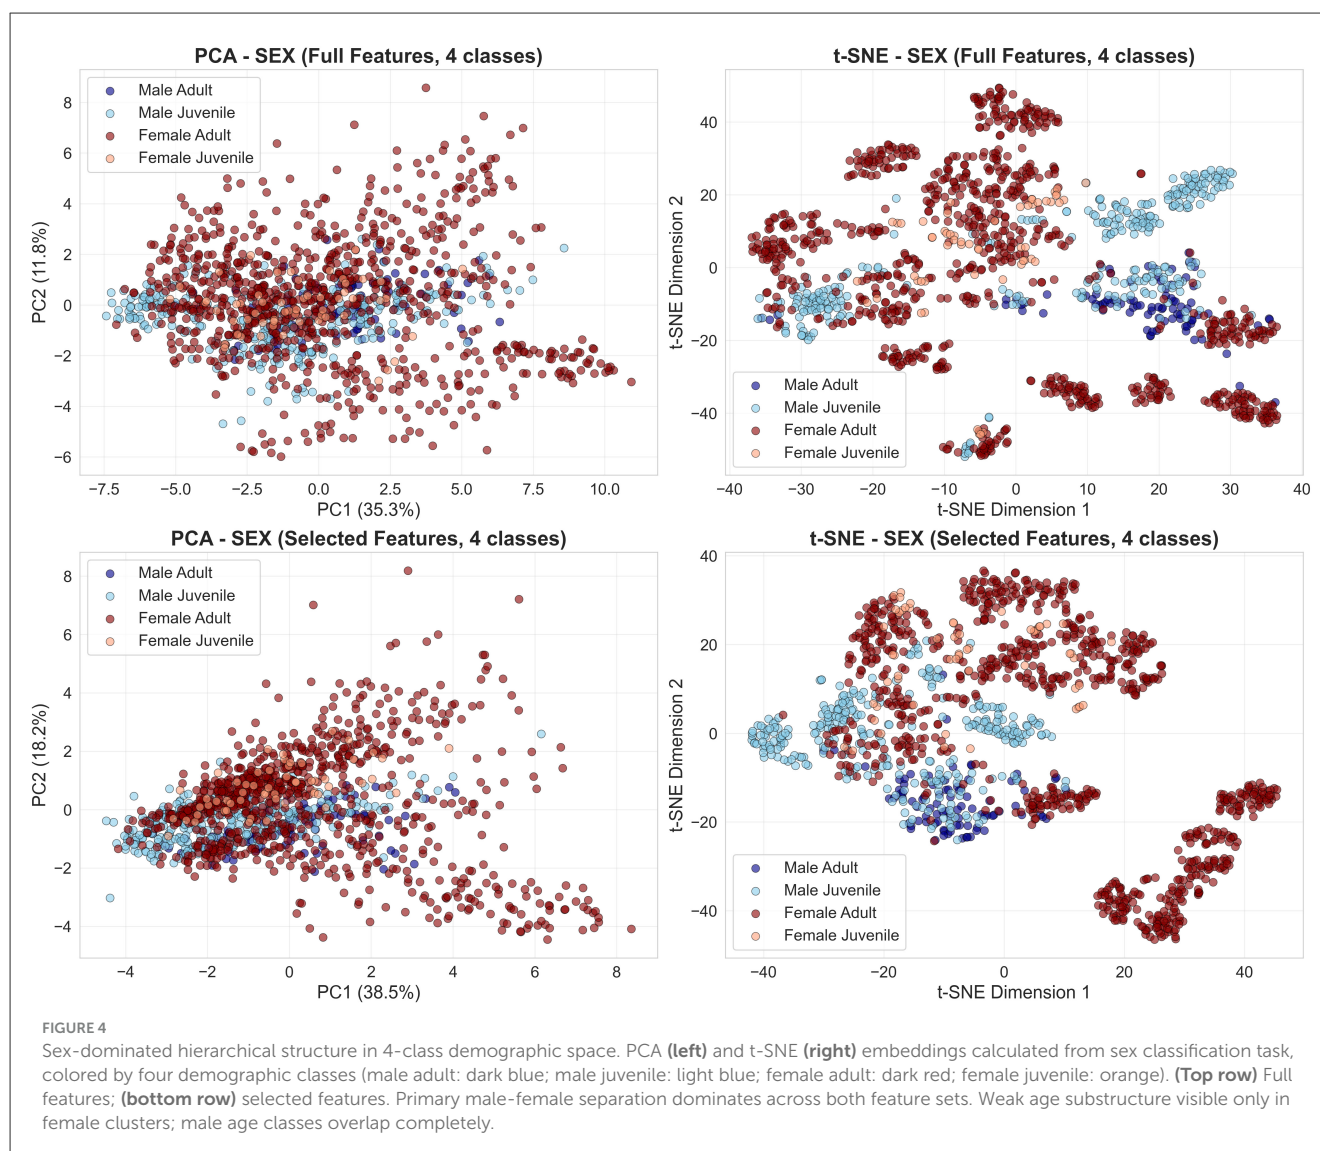 PCA - SEX (Full Features, 4 classes)
Male Adult
Male Juvenile
Female Adult
Female Juvenile
8
6
4
2
0
−2
−4
−6
PC2 (11.8%)
−7.5 −5.0 −2.5 0.0 2.5 5.0 7.5 10.0
PC1 (35.3%)
t-SNE - SEX (Full Features, 4 classes)
40
20
0
−20
−40
t-SNE Dimension 2
Male Adult
Male Juvenile
Female Adult
Female Juvenile
−40 −30 −20 −10 0 10 20 30 40
t-SNE Dimension 1
PCA - SEX (Selected Features, 4 classes)
Male Adult
Male Juvenile
Female Adult
Female Juvenile
8
6
4
2
0
−2
−4
PC2 (18.2%)
−4 −2 0 2 4 6 8
PC1 (38.5%)
t-SNE - SEX (Selected Features, 4 classes)
40
20
0
−20
−40
t-SNE Dimension 2
Male Adult
Male Juvenile
Female Adult
Female Juvenile
−40 −20 0 20 40
t-SNE Dimension 1
FIGURE 4
Sex-dominated hierarchical structure in 4-class demographic space. PCA (left) and t-SNE (right) embeddings calculated from sex classification task,
colored by four demographic classes (male adult: dark blue; male juvenile: light blue; female adult: dark red; female juvenile: orange). (Top row) Full
features; (bottom row) selected features. Primary male-female separation dominates across both feature sets. Weak age substructure visible only in
female clusters; male age classes overlap completely.